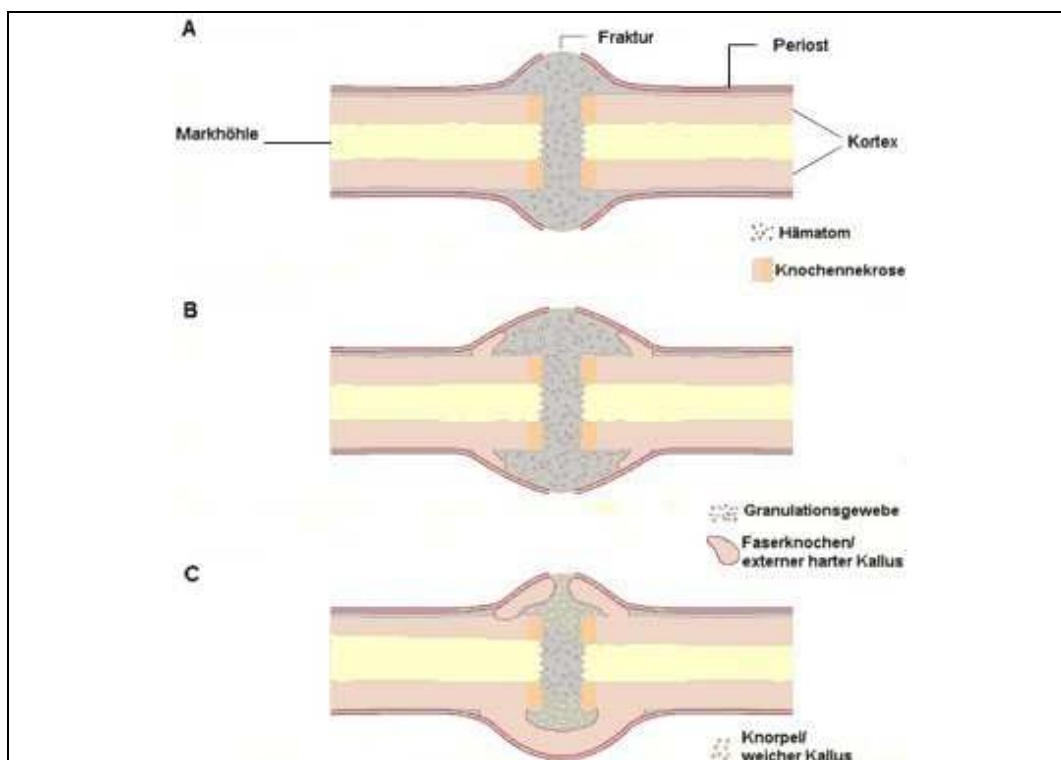 A
Fraktur
Periost
Markhöhle
Kortex
Hämatom
Knochennekrose
B
Granulationsgewebe
Faserknochen/
externer harter Kallus
C
Knorpel/
weicher Kallus